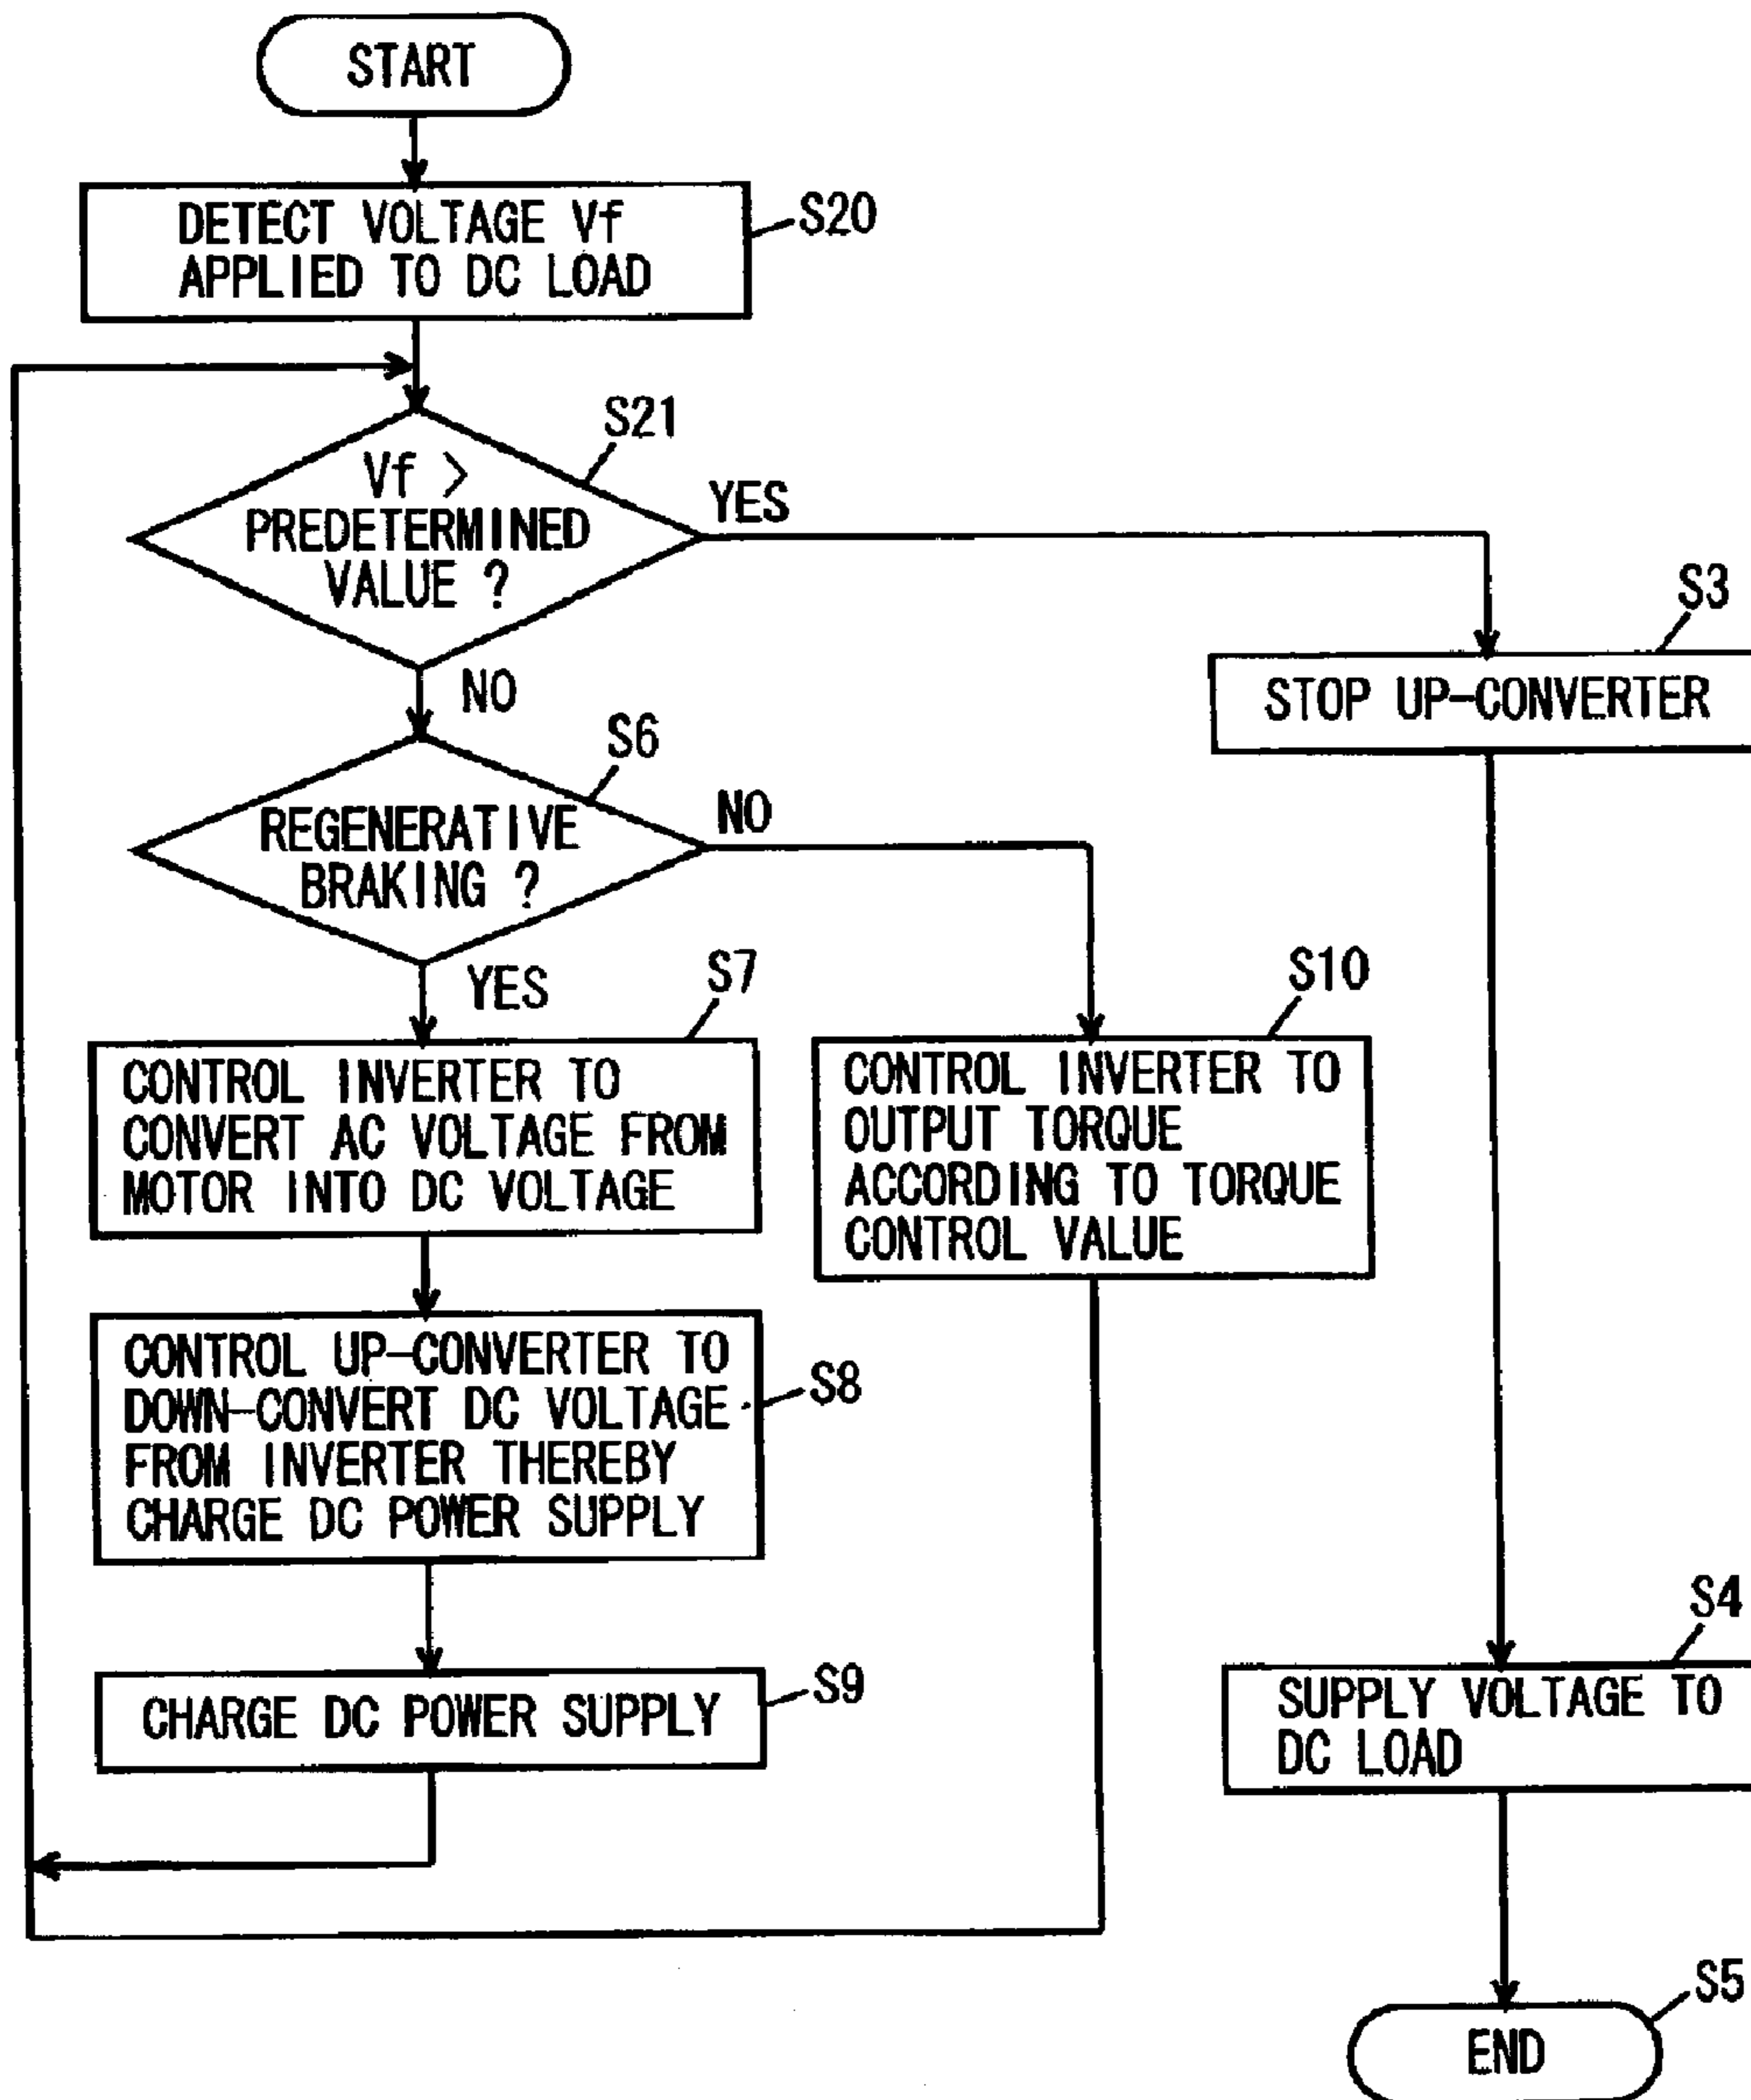 START
DETECT VOLTAGE Vf
APPLIED TO DC LOAD
S20
S21
Vf >
PREDETERMINED
VALUE ?
YES
NO
S3
STOP UP-CONVERTER
S6
REGENERATIVE
BRAKING ?
NO
YES
S7
CONTROL INVERTER TO
CONVERT AC VOLTAGE FROM
MOTOR INTO DC VOLTAGE
S10
CONTROL INVERTER TO
OUTPUT TORQUE
ACCORDING TO TORQUE
CONTROL VALUE
CONTROL UP-CONVERTER TO
DOWN-CONVERT DC VOLTAGE
FROM INVERTER THEREBY
CHARGE DC POWER SUPPLY
S8
CHARGE DC POWER SUPPLY
S9
S4
SUPPLY VOLTAGE TO
DC LOAD
S5
END